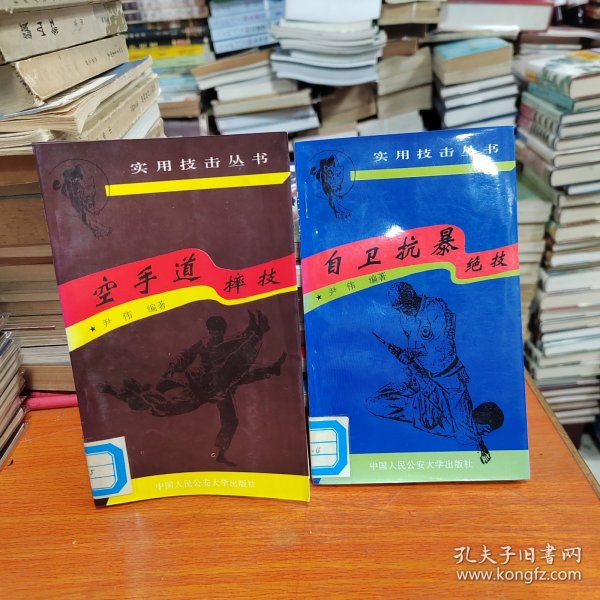 实用技击丛书
空手道 摔技
★尹伟 编著
中国人民公安大学出版社
实用技击丛书
自卫抗暴 绝技
★尹伟 编著
中国人民公安大学出版社
孔夫子旧书网
www.kongfz.com